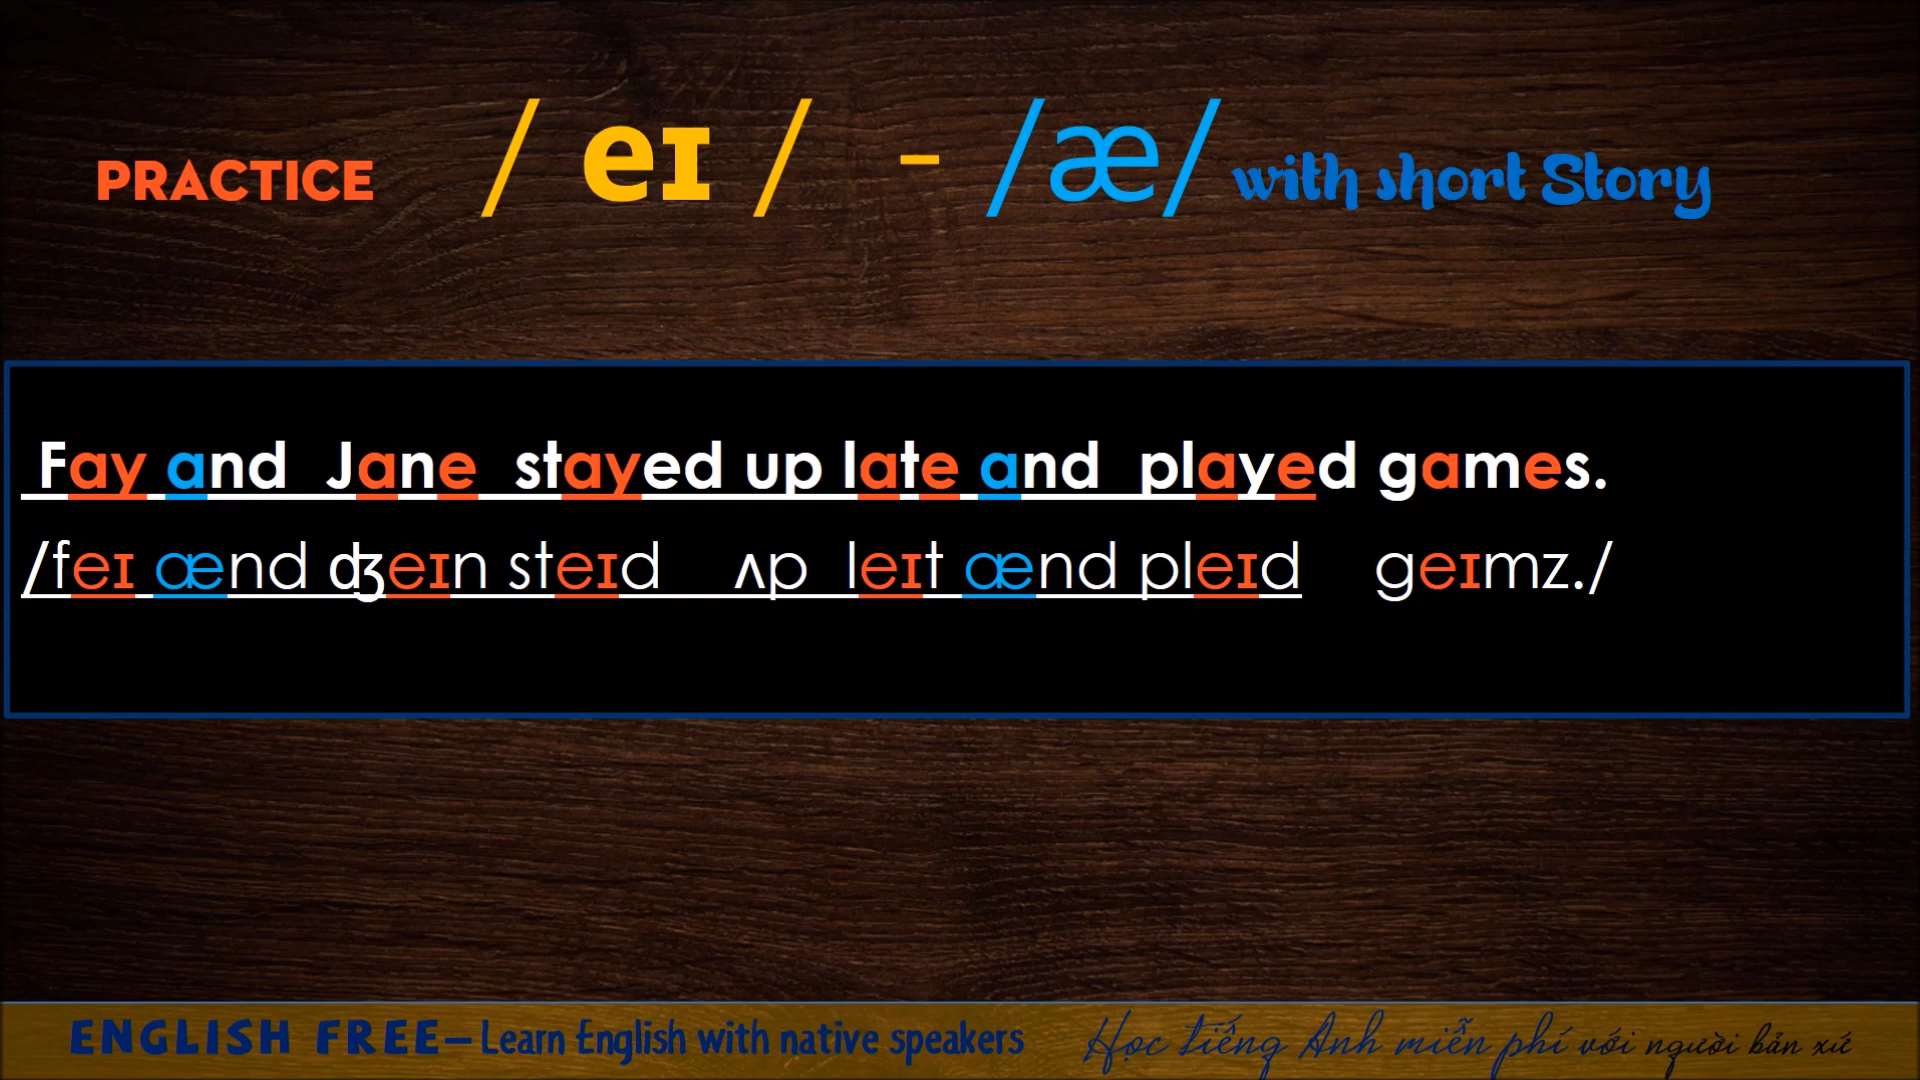 PRACTICE / eɪ / - /æ/ with short Story
Fay and Jane stayed up late and played games.
/feɪ ænd ʤeɪn steɪd ʌp leɪt ænd pleɪd geɪmz./
ENGLISH FREE– Learn English with native speakers Học tiếng Anh miễn phí với người bản xứ